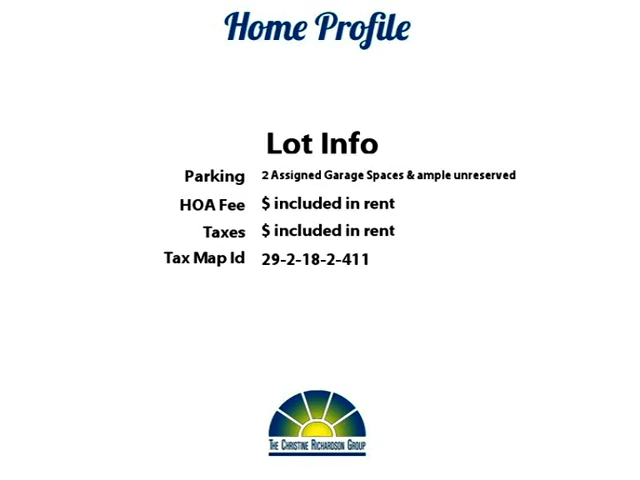 Home Profile
Lot Info
Parking 2 Assigned Garage Spaces & ample unreserved
HOA Fee $ included in rent
Taxes $ included in rent
Tax Map Id 29-2-18-2-411
The Christine Richardson Group